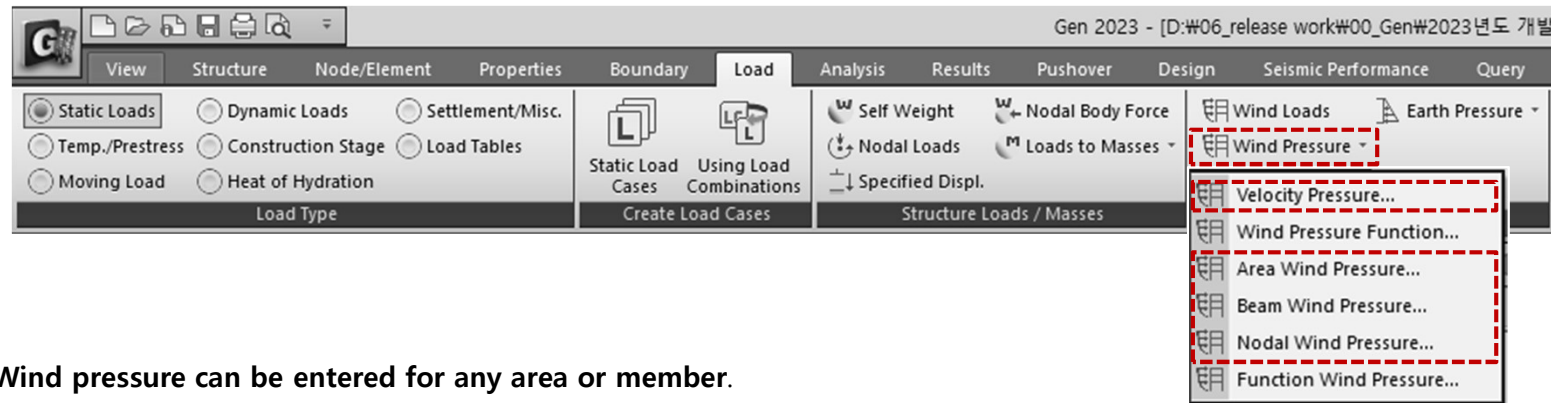 Gen 2023 - [D:₩06_release work₩00_Gen₩2023년도 개발
View Structure Node/Element Properties Boundary Load Analysis Results Pushover Design Seismic Performance Query
Static Loads Dynamic Loads Settlement/Misc. Self Weight Nodal Body Force Wind Loads Earth Pressure
Temp./Prestress Construction Stage Load Tables Nodal Loads Loads to Masses Wind Pressure
Moving Load Heat of Hydration Static Load Cases Using Load Combinations Specified Displ.
Load Type Create Load Cases Structure Loads / Masses
Velocity Pressure...
Wind Pressure Function...
Area Wind Pressure...
Beam Wind Pressure...
Nodal Wind Pressure...
Function Wind Pressure...
Wind pressure can be entered for any area or member.